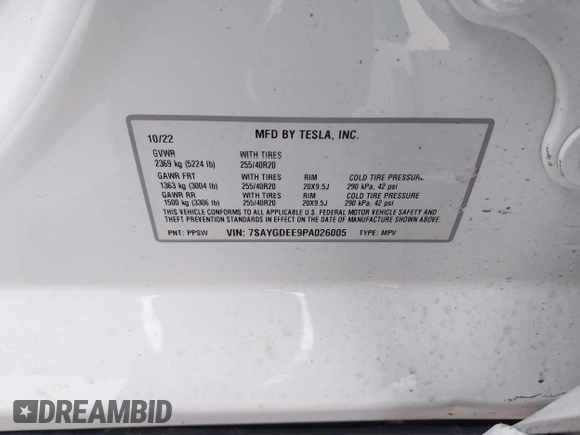 10/22 MFD BY TESLA, INC.
GVWR WITH TIRES
2369 kg (5224 lb) 255/40R20
GAWR FRT WITH TIRES RIM COLD TIRE PRESSURE
1363 kg (3004 lb) 255/40R20 20X9.5J 290 kPa, 42 psi
GAWR RR WITH TIRES RIM COLD TIRE PRESSURE
1500 kg (3306 lb) 255/40R20 20X9.5J 290 kPa, 42 psi
THIS VEHICLE CONFORMS TO ALL APPLICABLE U.S. FEDERAL MOTOR VEHICLE SAFETY AND
THEFT PREVENTION STANDARDS IN EFFECT ON THE DATE OF MANUFACTURE SHOWN ABOVE.
PNT: PPSW VIN: 7SAYGDEE9PA026005 TYPE: MPV
DREAMBID